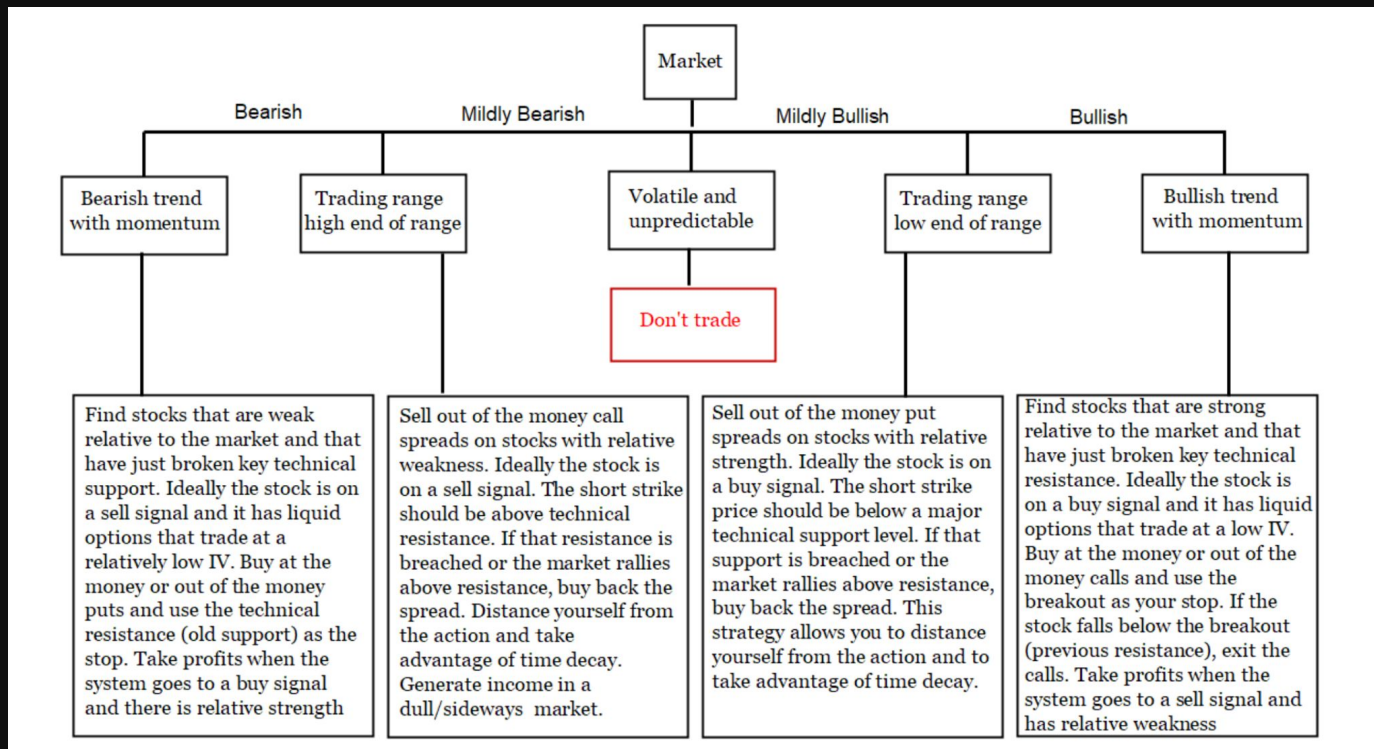 Market
Bearish
Mildly Bearish
Mildly Bullish
Bullish
Bearish trend
with momentum
Trading range
high end of range
Volatile and
unpredictable
Trading range
low end of range
Bullish trend
with momentum
Don't trade
Find stocks that are weak
relative to the market and that
have just broken key technical
support. Ideally the stock is on
a sell signal and it has liquid
options that trade at a
relatively low IV. Buy at the
money or out of the money
puts and use the technical
resistance (old support) as the
stop. Take profits when the
system goes to a buy signal
and there is relative strength
Sell out of the money call
spreads on stocks with relative
weakness. Ideally the stock is
on a sell signal. The short strike
should be above technical
resistance. If that resistance is
breached or the market rallies
above resistance, buy back the
spread. Distance yourself from
the action and take
advantage of time decay.
Generate income in a
dull/sideways market.
Sell out of the money put
spreads on stocks with relative
strength. Ideally the stock is on
a buy signal. The short strike
price should be below a major
technical support level. If that
support is breached or the
market rallies above resistance,
buy back the spread. This
strategy allows you to distance
yourself from the action and to
take advantage of time decay.
Find stocks that are strong
relative to the market and that
have just broken key technical
resistance. Ideally the stock is
on a buy signal and it has liquid
options that trade at a low IV.
Buy at the money or out of the
money calls and use the
breakout as your stop. If the
stock falls below the breakout
(previous resistance), exit the
calls. Take profits when the
system goes to a sell signal and
has relative weakness